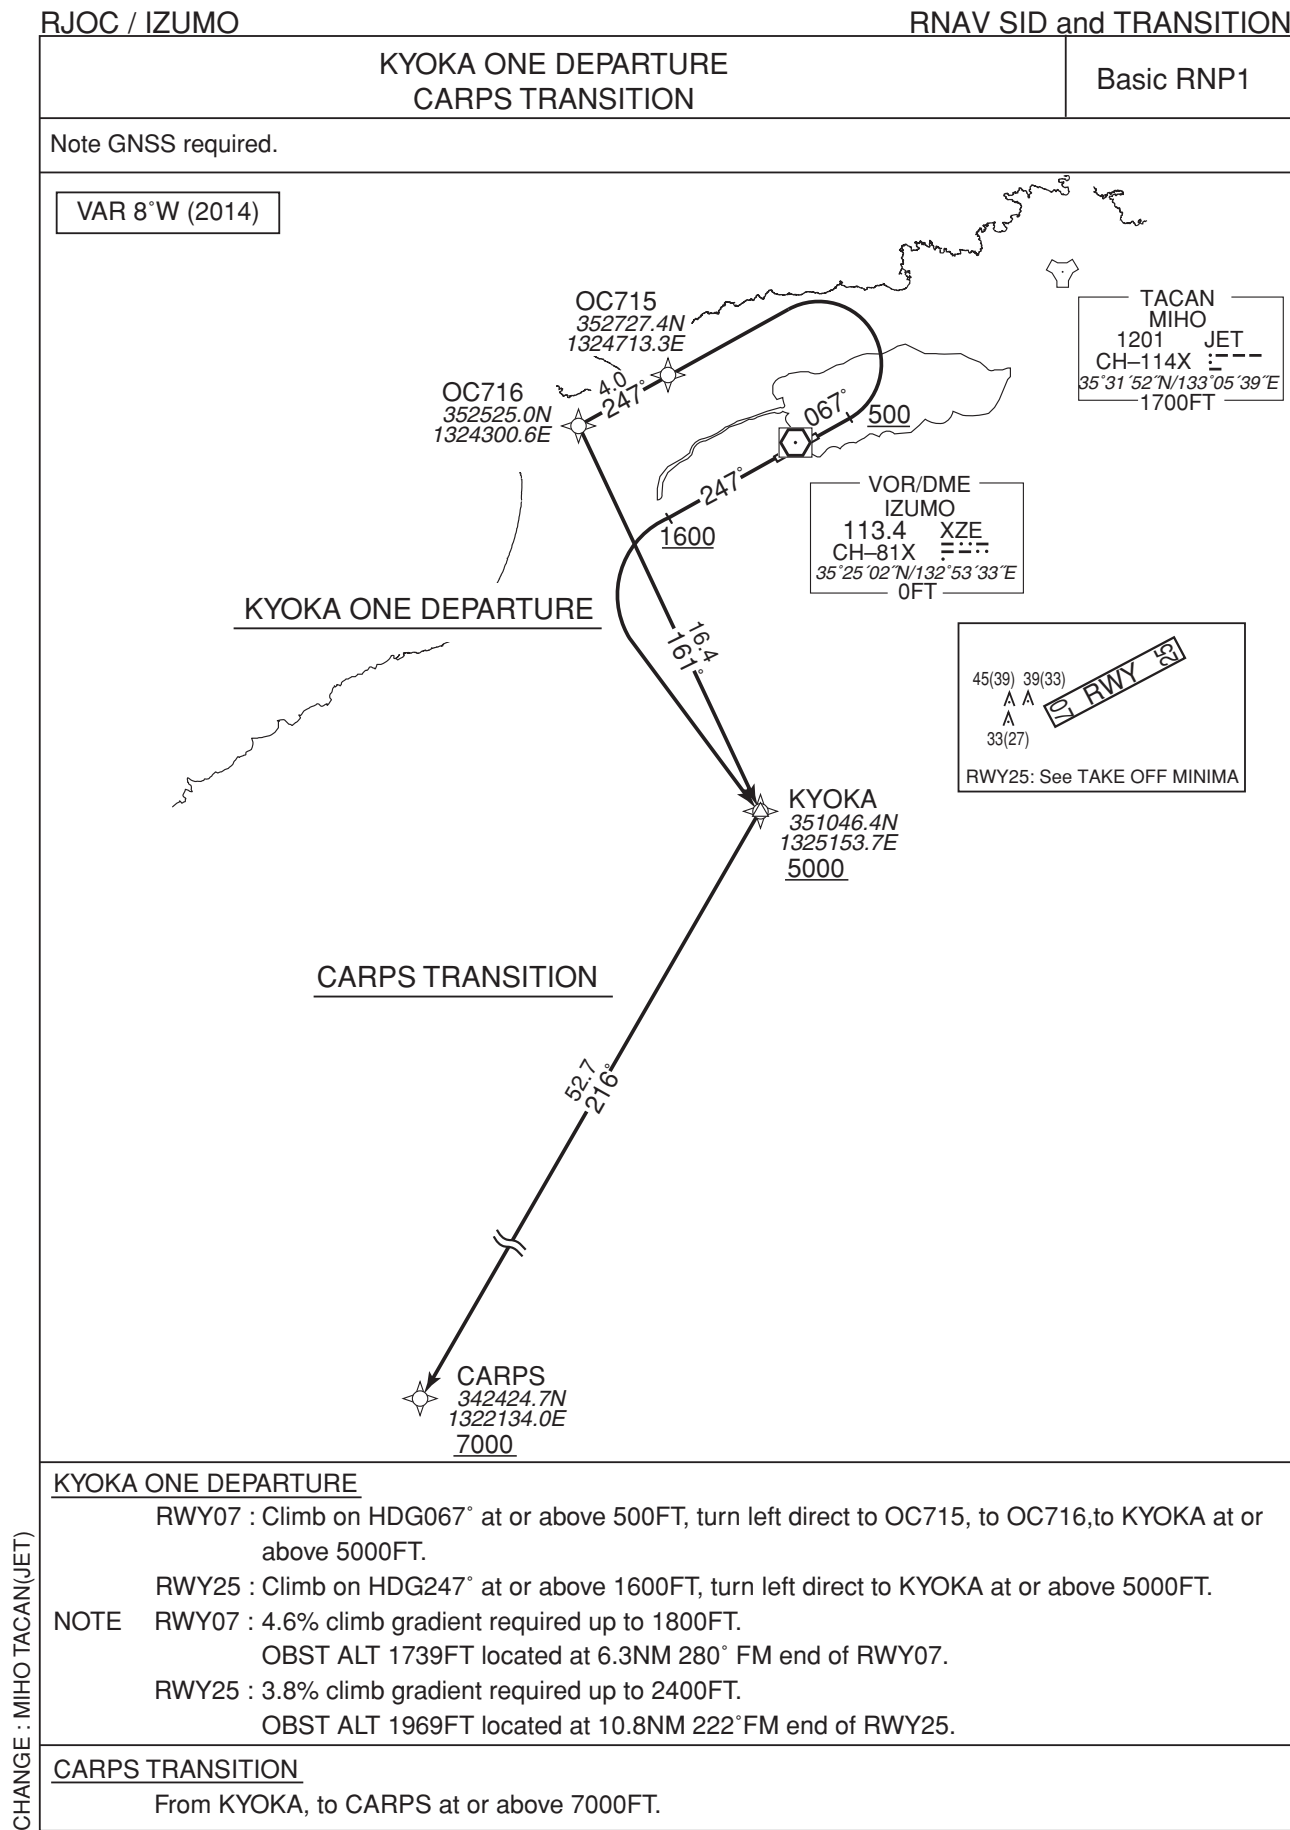 RJOC / IZUMO
RNAV SID and TRANSITION
KYOKA ONE DEPARTURE
CARPS TRANSITION
Basic RNP1
Note GNSS required.
VAR 8˚W (2014)
OC715
352727.4N
1324713.3E
TACAN
MIHO
1201 JET
CH–114X
35˚31´52˝N/133˚05´39˝E
1700FT
OC716
352525.0N
1324300.6E
4.0
247˚
067˚
500
247˚
1600
VOR/DME
IZUMO
113.4 XZE
CH–81X
35˚25´02˝N/132˚53´33˝E
0FT
KYOKA ONE DEPARTURE
16.4
161˚
45(39) 39(33)
33(27)
07 RWY 25
RWY25: See TAKE OFF MINIMA
KYOKA
351046.4N
1325153.7E
5000
CARPS TRANSITION
52.7
216˚
CARPS
342424.7N
1322134.0E
7000
KYOKA ONE DEPARTURE
RWY07 : Climb on HDG067˚ at or above 500FT, turn left direct to OC715, to OC716,to KYOKA at or
above 5000FT.
RWY25 : Climb on HDG247˚ at or above 1600FT, turn left direct to KYOKA at or above 5000FT.
NOTE RWY07 : 4.6% climb gradient required up to 1800FT.
OBST ALT 1739FT located at 6.3NM 280˚ FM end of RWY07.
RWY25 : 3.8% climb gradient required up to 2400FT.
OBST ALT 1969FT located at 10.8NM 222˚FM end of RWY25.
CARPS TRANSITION
From KYOKA, to CARPS at or above 7000FT.
CHANGE : MIHO TACAN(JET)